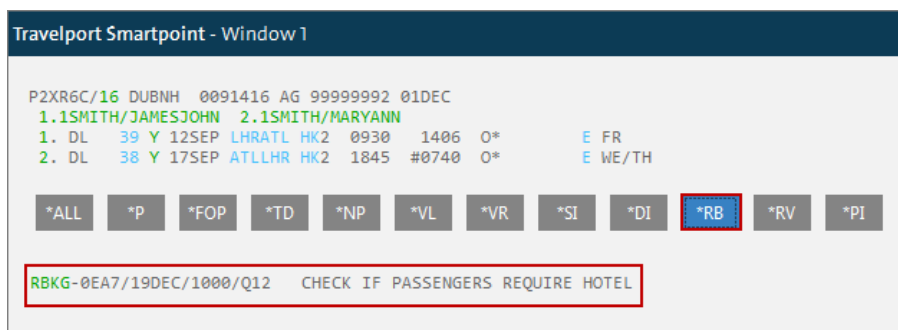 Travelport Smartpoint - Window 1
P2XR6C/16 DUBNH 0091416 AG 99999992 01DEC
1.1SMITH/JAMESJOHN 2.1SMITH/MARYANN
1. DL 39 Y 12SEP LHRATL HK2 0930 1406 O* E FR
2. DL 38 Y 17SEP ATLLHR HK2 1845 #0740 O* E WE/TH
*ALL *P *FOP *TD *NP *VL *VR *SI *DI *RB *RV *PI
RBKG-0EA7/19DEC/1000/Q12 CHECK IF PASSENGERS REQUIRE HOTEL